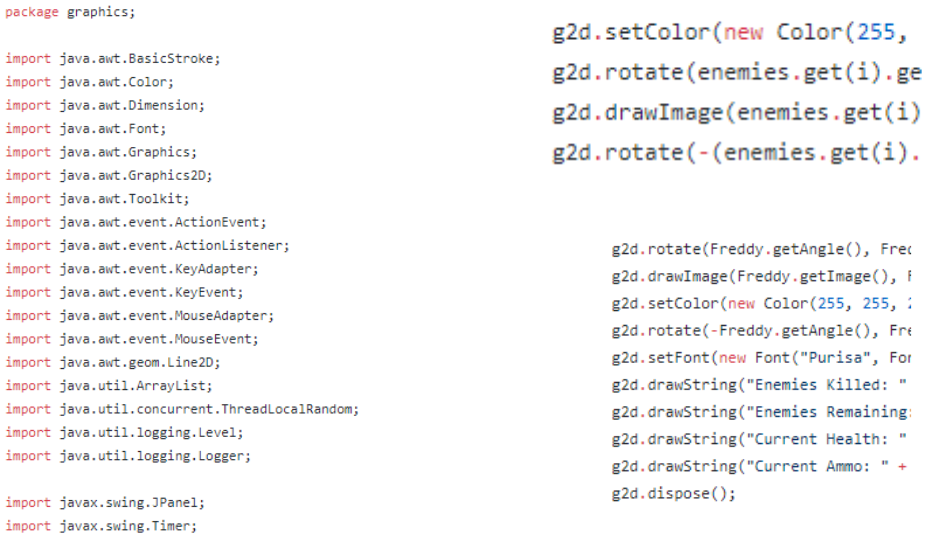 package graphics;
import java.awt.BasicStroke;
import java.awt.Color;
import java.awt.Dimension;
import java.awt.Font;
import java.awt.Graphics;
import java.awt.Graphics2D;
import java.awt.Toolkit;
import java.awt.event.ActionEvent;
import java.awt.event.ActionListener;
import java.awt.event.KeyAdapter;
import java.awt.event.KeyEvent;
import java.awt.event.MouseAdapter;
import java.awt.event.MouseEvent;
import java.awt.geom.Line2D;
import java.util.ArrayList;
import java.util.concurrent.ThreadLocalRandom;
import java.util.logging.Level;
import java.util.logging.Logger;
import javax.swing.JPanel;
import javax.swing.Timer;
g2d.setColor(new Color(255,
g2d.rotate(enemies.get(i).ge
g2d.drawImage(enemies.get(i)
g2d.rotate(-(enemies.get(i).
g2d.rotate(Freddy.getAngle(), Fred
g2d.drawImage(Freddy.getImage(),
g2d.setColor(new Color(255, 255,
g2d.rotate(-Freddy.getAngle(), Fre
g2d.setFont(new Font("Purisa", For
g2d.drawString("Enemies Killed: "
g2d.drawString("Enemies Remaining:
g2d.drawString("Current Health: "
g2d.drawString("Current Ammo: " +
g2d.dispose();